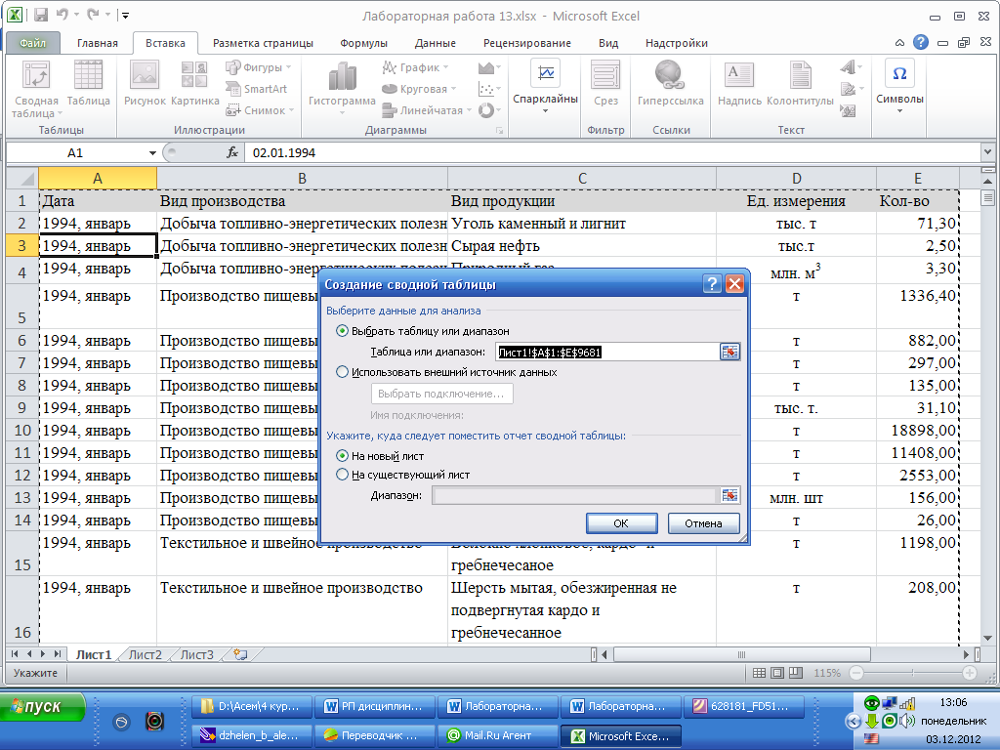 Лабораторная работа 13.xlsx - Microsoft Excel
Файл Главная Вставка Разметка страницы Формулы Данные Рецензирование Вид Надстройки
Сводная таблица Таблица Рисунок Картинка Фигуры SmartArt Снимок Гистограмма График Круговая Линейчатая Спарклайны Срез Гиперссылка Надпись Колонтитулы Символы
Таблицы Иллюстрации Диаграммы Фильтр Ссылки Текст
A1 fx 02.01.1994
A B C D E
1 Дата Вид производства Вид продукции Ед. измерения Кол-во
2 1994, январь Добыча топливно-энергетических полезн Уголь каменный и лигнит тыс. т 71,30
3 1994, январь Добыча топливно-энергетических полезн Сырая нефть тыс.т 2,50
4 1994, январь Добыча топливно-энергетических полезн Природный газ млн. м3 3,30
5 1994, январь Производство пищевы т 1336,40
6 1994, январь Производство пищевы т 882,00
7 1994, январь Производство пищевы т 297,00
8 1994, январь Производство пищевы т 135,00
9 1994, январь Производство пищевы тыс. т. 31,10
10 1994, январь Производство пищевы т 18898,00
11 1994, январь Производство пищевы т 11408,00
12 1994, январь Производство пищевы т 2553,00
13 1994, январь Производство пищевы млн. шт 156,00
14 1994, январь Производство пищевы т 26,00
15 1994, январь Текстильное и швейное производство т 1198,00
гребнечесаное
16 1994, январь Текстильное и швейное производство Шерсть мытая, обезжиренная не т 208,00
подвергнутая кардо и
гребнечесанное
Создание сводной таблицы
Выберите данные для анализа
Выбрать таблицу или диапазон
Таблица или диапазон: Лист1!$A$1:$E$9681
Использовать внешний источник данных
Выбрать подключение...
Имя подключения:
Укажите, куда следует поместить отчет сводной таблицы:
На новый лист
На существующий лист
Диапазон:
ОК Отмена
Лист1 Лист2 Лист3
Укажите 115%
пуск
D:\Асем\4 кур... РП дисциплин... Лабораторна... Лабораторна... 628181_FD51... 13:06
понедельник
dzhelen_b_ale... Переводчик ... Mail.Ru Агент Microsoft Exce... 03.12.2012